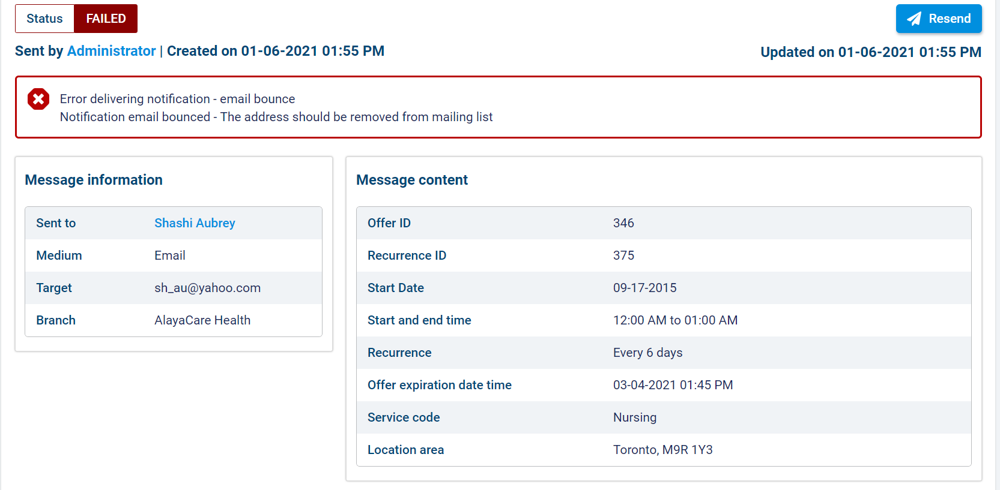 Status FAILED
Resend
Sent by Administrator | Created on 01-06-2021 01:55 PM
Updated on 01-06-2021 01:55 PM
Error delivering notification - email bounce
Notification email bounced - The address should be removed from mailing list
Message information
Sent to Shashi Aubrey
Medium Email
Target sh_au@yahoo.com
Branch AlayaCare Health
Message content
Offer ID 346
Recurrence ID 375
Start Date 09-17-2015
Start and end time 12:00 AM to 01:00 AM
Recurrence Every 6 days
Offer expiration date time 03-04-2021 01:45 PM
Service code Nursing
Location area Toronto, M9R 1Y3